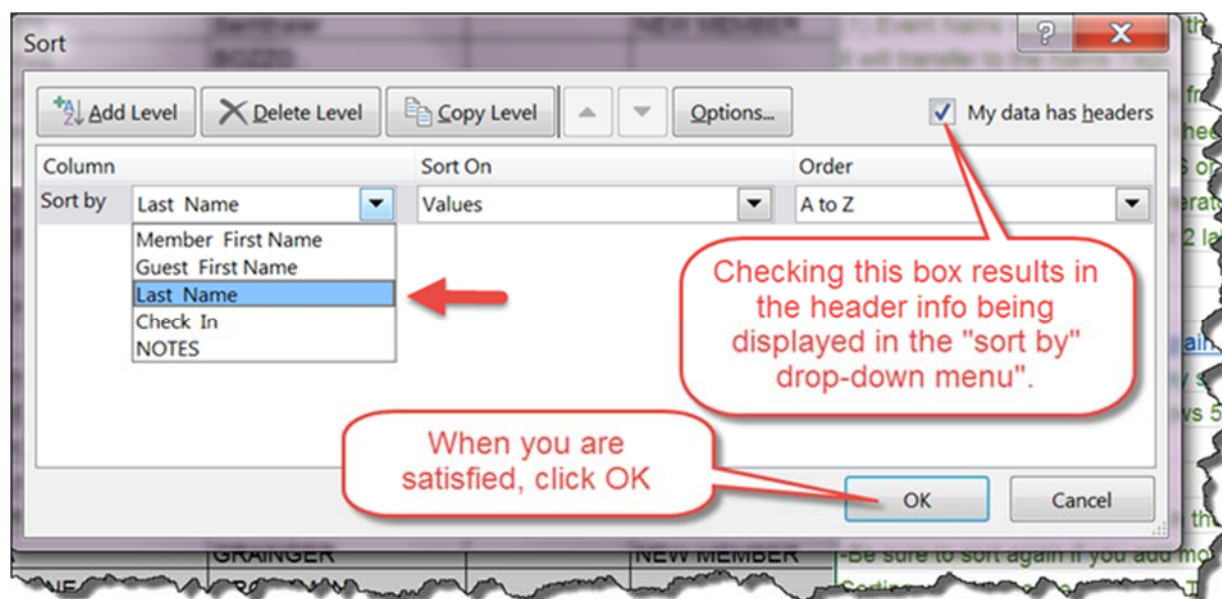 NEW MEMBER
Sort
BOZZO
Add Level Delete Level Copy Level Options... My data has headers
Column Sort On Order
Sort by Last Name Values A to Z
Member First Name
Guest First Name
Last Name
Check In
NOTES
Checking this box results in
the header info being
displayed in the "sort by"
drop-down menu".
When you are
satisfied, click OK
OK Cancel
GRAINGER NEW MEMBER -Be sure to sort again if you add mo